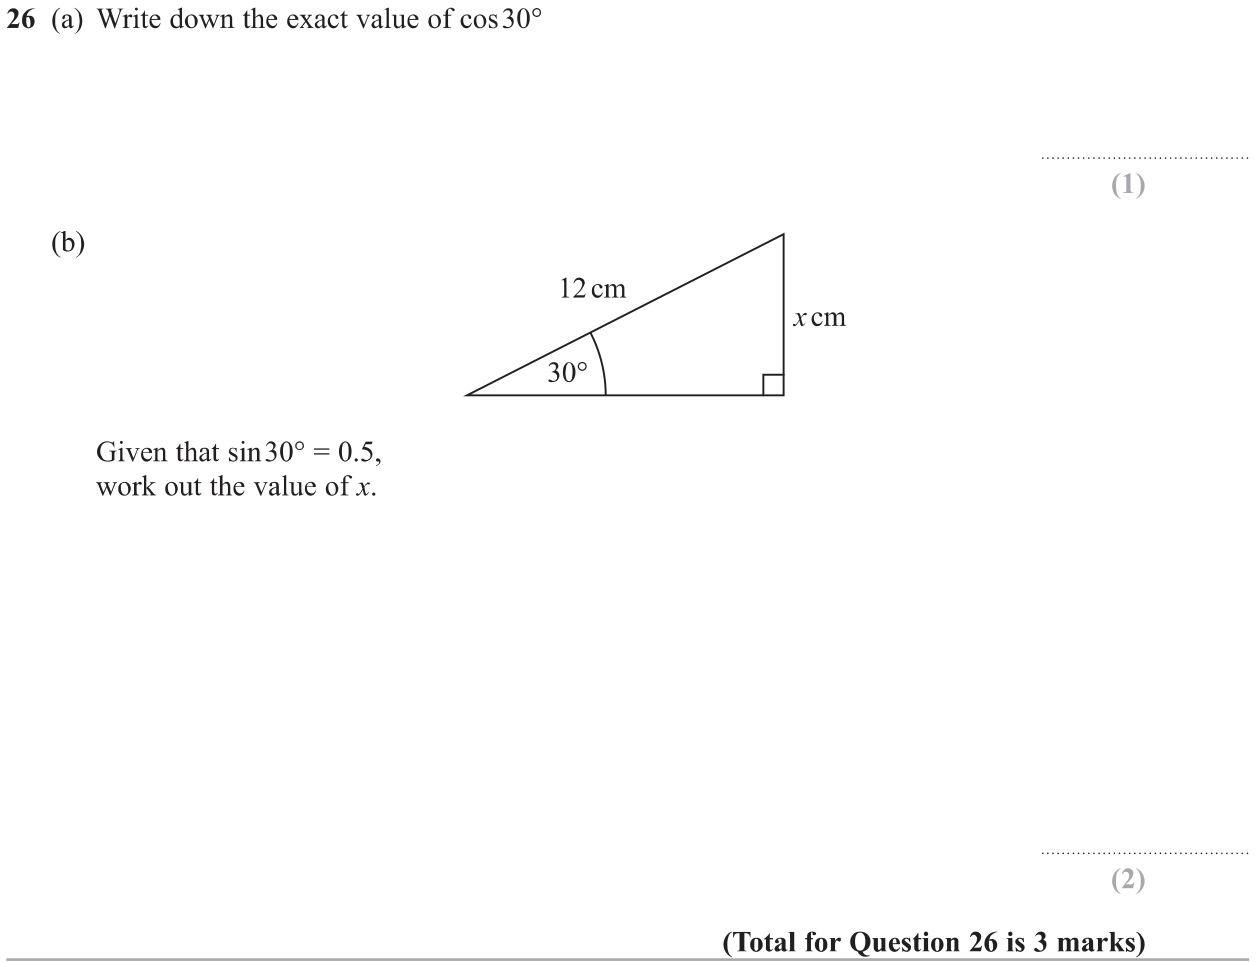 26 (a) Write down the exact value of cos 30°
(1)
(b)
12 cm
x cm
30°
Given that sin 30° = 0.5,
work out the value of x.
(2)
(Total for Question 26 is 3 marks)